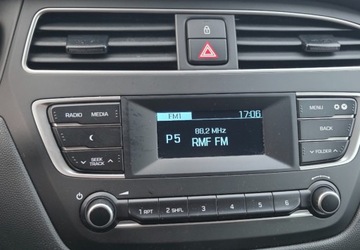 RADIO MEDIA
FM1 17:06
MENU
88.2 MHz
P5 RMF FM
BACK
SEEK
TRACK
FOLDER
1 RPT 2 SHFL 3 4 5 6